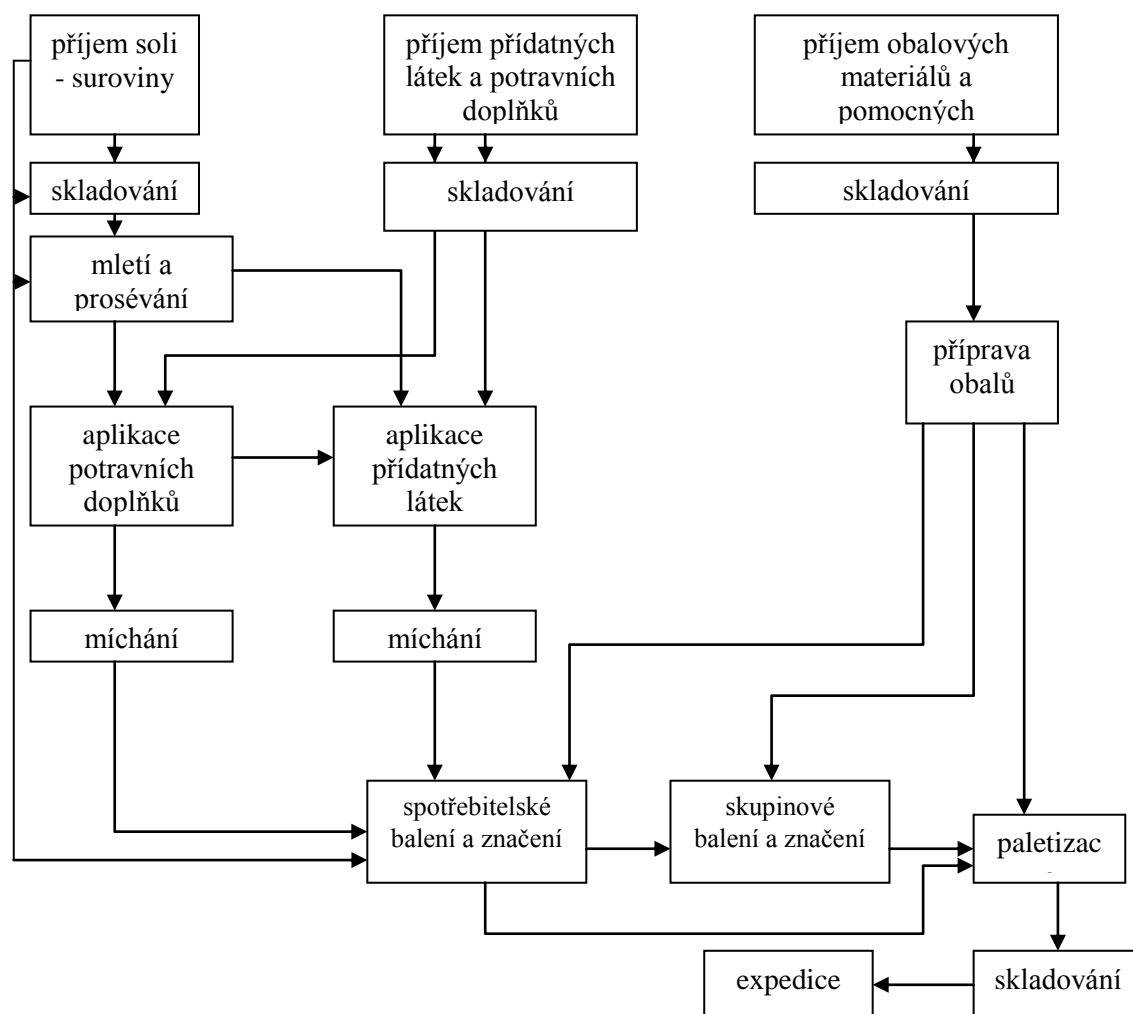 příjem soli
- suroviny
příjem přídatných
látek a potravních
doplňků
příjem obalových
materiálů a
pomocných
skladování
skladování
skladování
mletí a
prosévání
příprava
obalů
aplikace
potravních
doplňků
aplikace
přídatných
látek
míchání
míchání
spotřebitelské
balení a značení
skupinové
balení a značení
paletizac
expedice
skladování